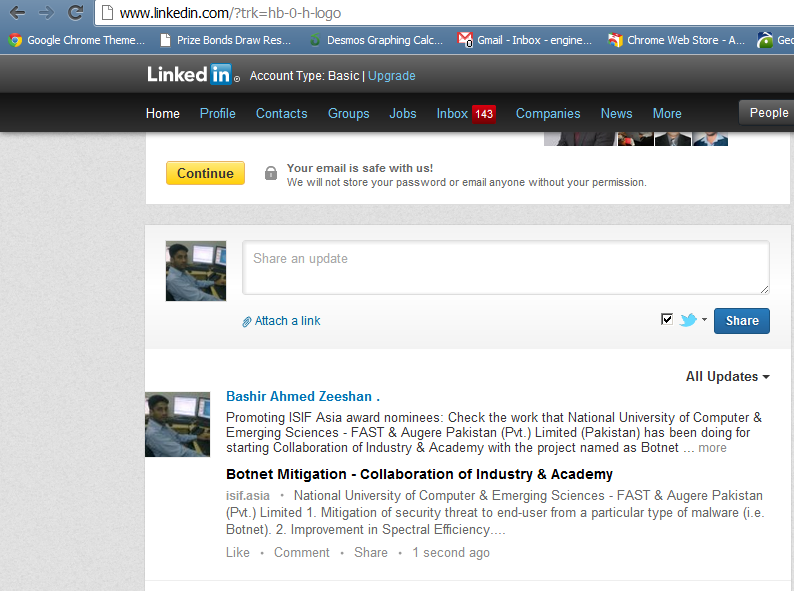 www.linkedin.com/?trk=hb-0-h-logo
Google Chrome Theme... Prize Bonds Draw Res... Desmos Graphing Calc... Gmail - Inbox - engine... Chrome Web Store - A... Geo
Linked in ® Account Type: Basic | Upgrade
Home Profile Contacts Groups Jobs Inbox 143 Companies News More People
Continue Your email is safe with us!
We will not store your password or email anyone without your permission.
Share an update
Attach a link Share
All Updates
Bashir Ahmed Zeeshan .
Promoting ISIF Asia award nominees: Check the work that National University of Computer &
Emerging Sciences - FAST & Augere Pakistan (Pvt.) Limited (Pakistan) has been doing for
starting Collaboration of Industry & Academy with the project named as Botnet ... more
Botnet Mitigation - Collaboration of Industry & Academy
isif.asia • National University of Computer & Emerging Sciences - FAST & Augere Pakistan
(Pvt.) Limited 1. Mitigation of security threat to end-user from a particular type of malware (i.e.
Botnet). 2. Improvement in Spectral Efficiency....
Like • Comment • Share • 1 second ago